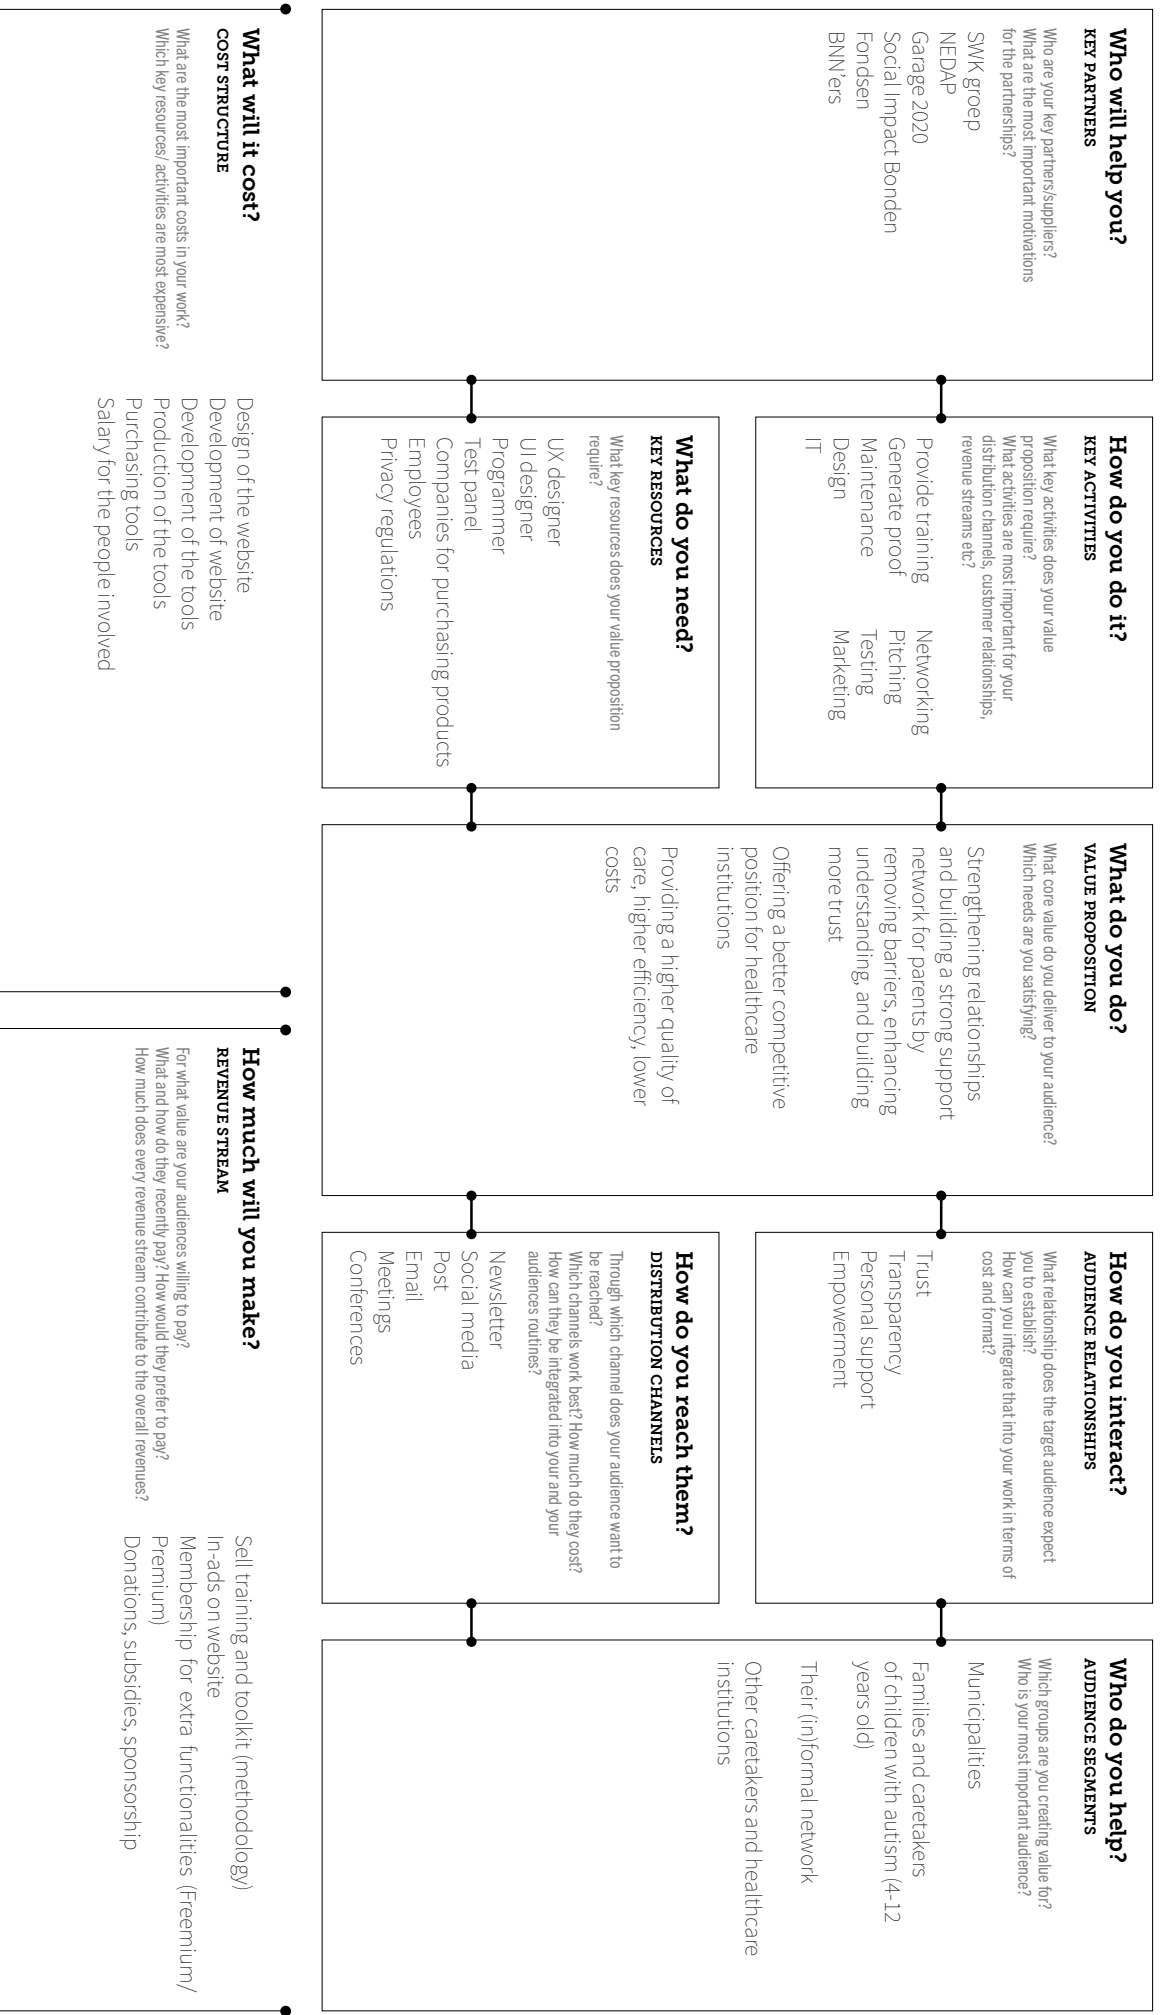 Who will help you?
KEY PARTNERS
Who are your key partners/suppliers?
What are the most important motivations
for the partnerships?
SWK groep
NEDAP
Garage 2020
Social Impact Bonden
Fondsen
BNN'ers
How do you do it?
KEY ACTIVITIES
What key activities does your value
proposition require?
What activities are most important for your
distribution channels, customer relationships,
revenue streams etc?
Provide training
Generate proof
Maintenance
Design
IT
Networking
Pitching
Testing
Marketing
What do you need?
KEY RESOURCES
What key resources does your value proposition
require?
UX designer
UI designer
Programmer
Test panel
Companies for purchasing products
Employees
Privacy regulations
What do you do?
VALUE PROPOSITION
What core value do you deliver to your audience?
Which needs are you satisfying?
Strengthening relationships
and building a strong support
network for parents by
removing barriers, enhancing
understanding, and building
more trust
Offering a better competitive
position for healthcare
institutions
Providing a higher quality of
care, higher efficiency, lower
costs
How do you interact?
AUDIENCE RELATIONSHIPS
What relationship does the target audience expect
you to establish?
How can you integrate that into your work in terms of
cost and format?
Trust
Transparency
Personal support
Empowerment
How do you reach them?
DISTRIBUTION CHANNELS
Through which channel does your audience want to
be reached?
Which channels work best? How much do they cost?
How can they be integrated into your and your
audiences routines?
Newsletter
Social media
Post
Email
Meetings
Conferences
Who do you help?
AUDIENCE SEGMENTS
Which groups are you creating value for?
Who is your most important audience?
Municipalities
Families and caretakers
of children with autism (4-12
years old)
Their (in)formal network
Other caretakers and healthcare
institutions
What will it cost?
COST STRUCTURE
What are the most important costs in your work?
Which key resources/ activities are most expensive?
Design of the website
Development of website
Development of the tools
Production of the tools
Purchasing tools
Salary for the people involved
How much will you make?
REVENUE STREAM
For what value are your audiences willing to pay?
What and how do they recently pay? How would they prefer to pay?
How much does every revenue stream contribute to the overall revenues?
Sell training and toolkit (methodology)
In-ads on website
Membership for extra functionalities (Freemium/
Premium)
Donations, subsidies, sponsorship